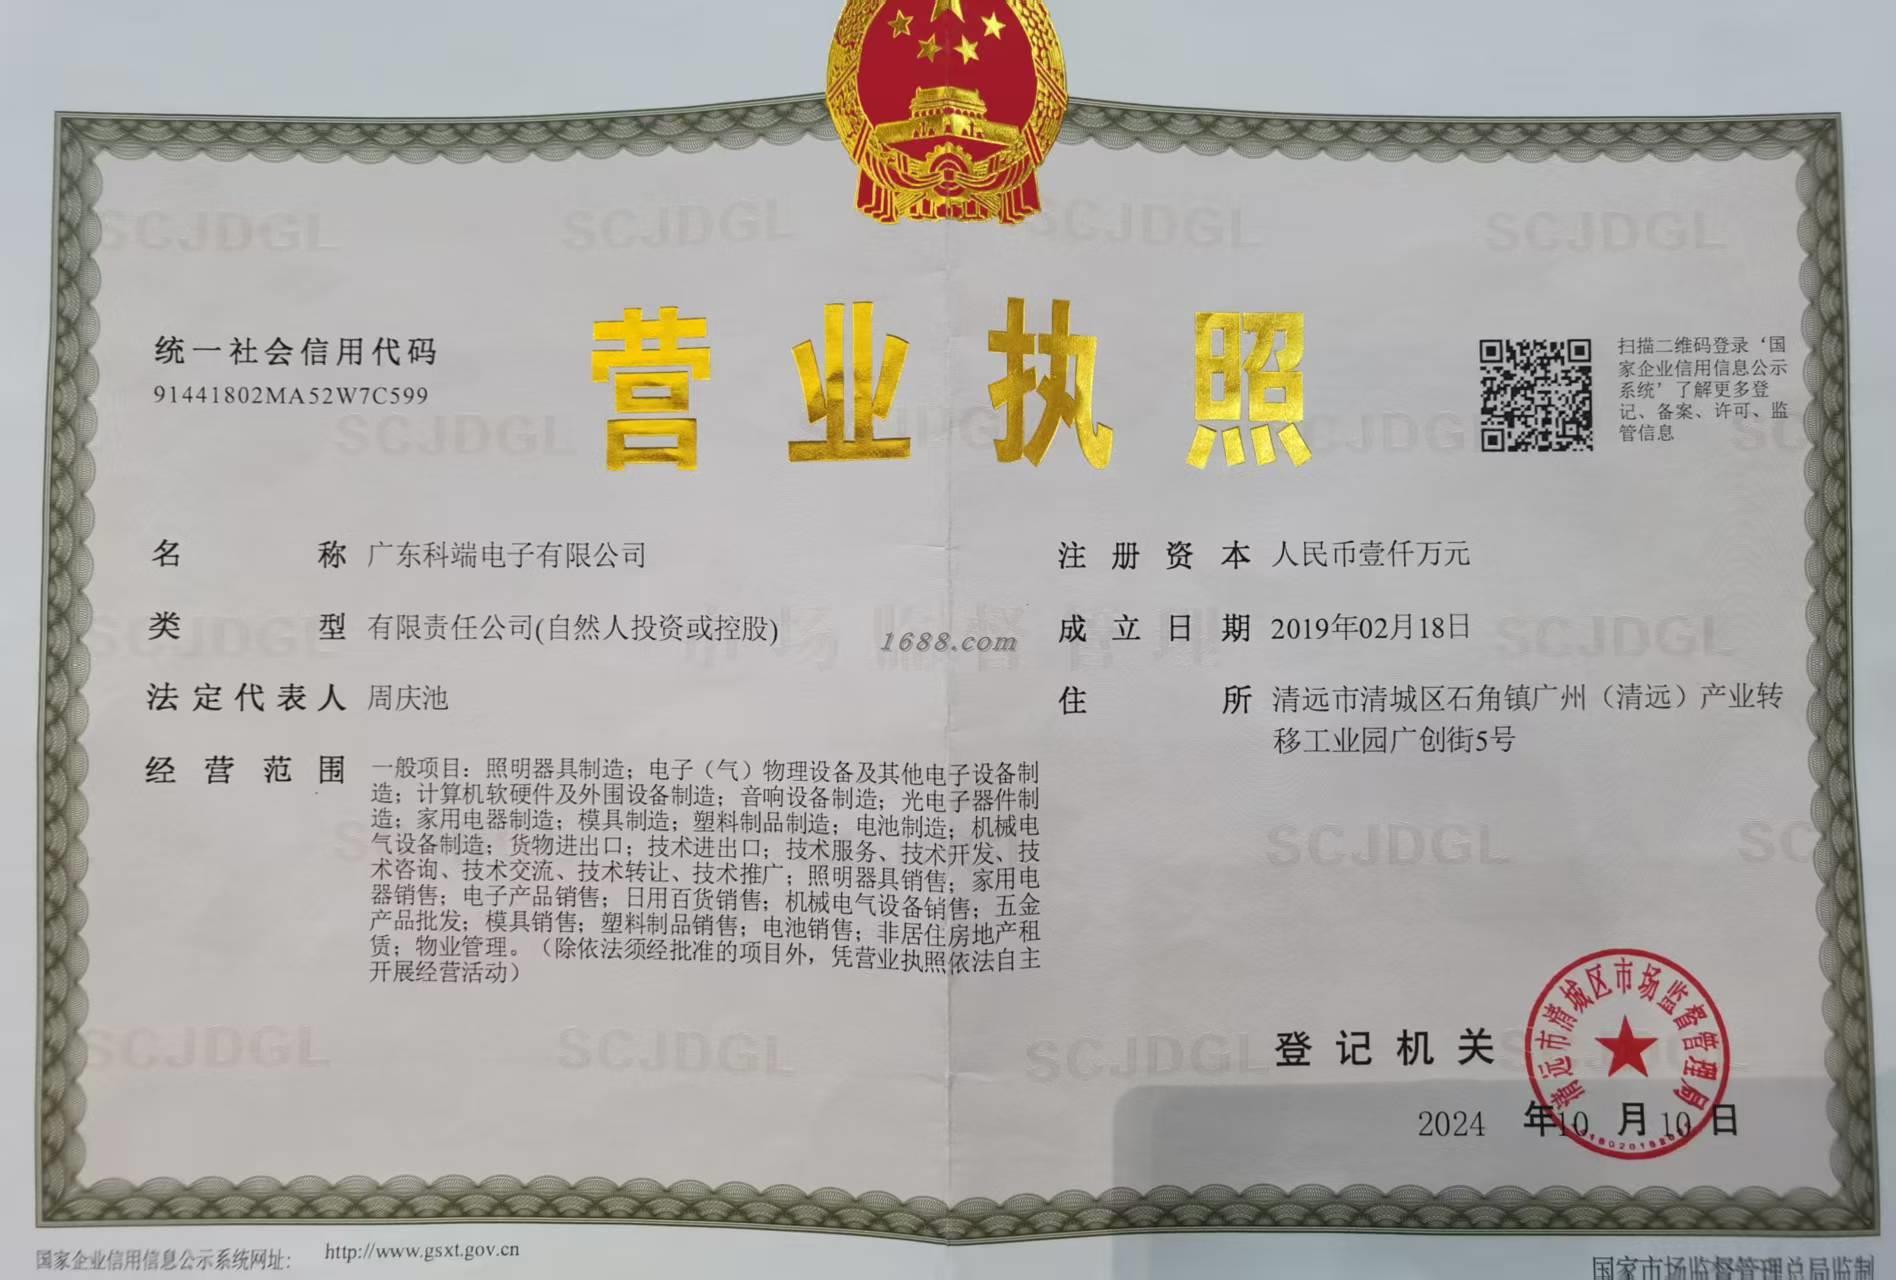 营业执照
统一社会信用代码
91441802MA52W7C599
扫描二维码登录‘国
家企业信用信息公示
系统’了解更多登
记、备案、许可、监
管信息
名称 广东科端电子有限公司
类型 有限责任公司(自然人投资或控股)
法定代表人 周庆池
经营范围 一般项目：照明器具制造；电子（气）物理设备及其他电子设备制
造；计算机软硬件及外围设备制造；音响设备制造；光电子器件制
造；家用电器制造；模具制造；塑料制品制造；电池制造；机械电
气设备制造；货物进出口；技术进出口；技术服务、技术开发、技
术咨询、技术交流、技术转让、技术推广；照明器具销售；家用电
器销售；电子产品销售；日用百货销售；机械电气设备销售；五金
产品批发；模具销售；塑料制品销售；电池销售；非居住房地产租
赁；物业管理。（除依法须经批准的项目外，凭营业执照依法自主
开展经营活动）
注册资本 人民币壹仟万元
成立日期 2019年02月18日
住所 清远市清城区石角镇广州（清远）产业转
移工业园广创街5号
1688.com
市场监督管理
SCJDGL
登记机关
清远市清城区市场监督管理局
2024 年10 月10 日
国家企业信用信息公示系统网址： http://www.gsxt.gov.cn
国家市场监督管理总局监制